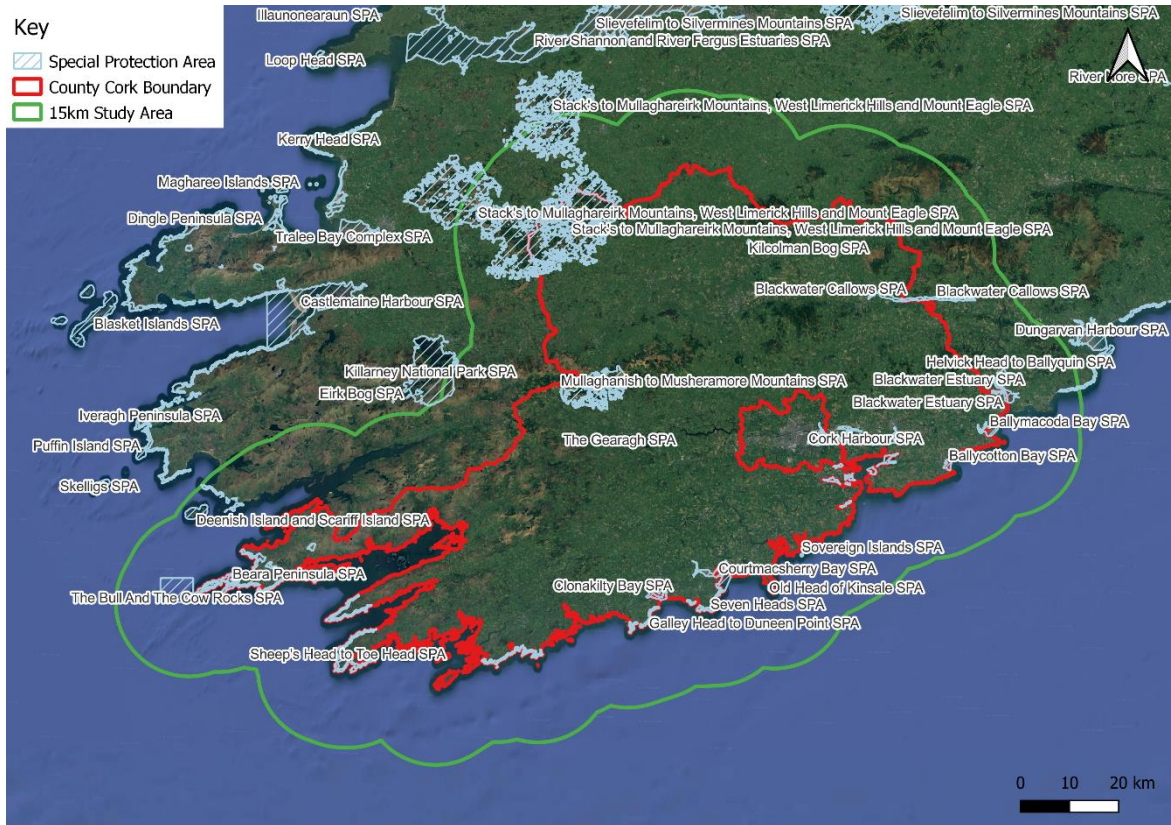 Key
Special Protection Area
County Cork Boundary
15km Study Area
Illaunonearaun SPA
Slievefelim to Silvermines Mountains SPA
Slievefelim to Silvermines Mountains SPA
River Shannon and River Fergus Estuaries SPA
Loop Head SPA
River Nore SPA
Stack's to Mullaghareirk Mountains, West Limerick Hills and Mount Eagle SPA
Kerry Head SPA
Magharee Islands SPA
Dingle Peninsula SPA
Stack's to Mullaghareirk Mountains, West Limerick Hills and Mount Eagle SPA
Stack's to Mullaghareirk Mountains, West Limerick Hills and Mount Eagle SPA
Tralee Bay Complex SPA
Kilcolman Bog SPA
Blackwater Callows SPA
Blackwater Callows SPA
Castlemaine Harbour SPA
Blasket Islands SPA
Dungarvan Harbour SPA
Helvick Head to Ballyquin SPA
Killarney National Park SPA
Mullaghanish to Musheramore Mountains SPA
Blackwater Estuary SPA
Eirk Bog SPA
Blackwater Estuary SPA
Iveragh Peninsula SPA
Ballymacoda Bay SPA
Puffin Island SPA
The Gearagh SPA
Cork Harbour SPA
Ballycotton Bay SPA
Skelligs SPA
Deenish Island and Scariff Island SPA
Sovereign Islands SPA
Beara Peninsula SPA
Courtmacsherry Bay SPA
Clonakilty Bay SPA
Old Head of Kinsale SPA
The Bull And The Cow Rocks SPA
Seven Heads SPA
Galley Head to Duneen Point SPA
Sheep's Head to Toe Head SPA
0 10 20 km